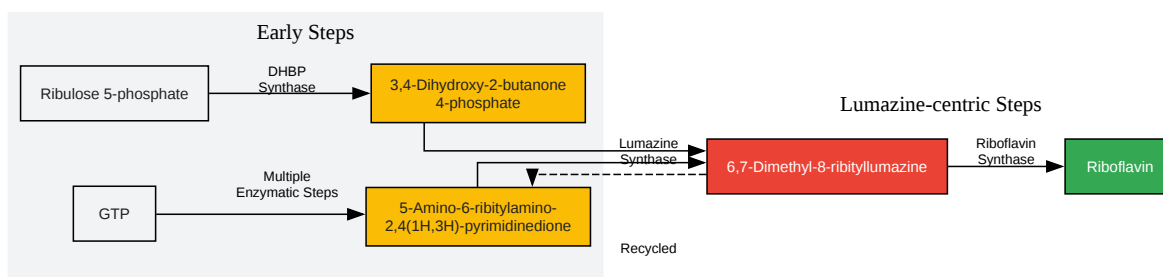 Early Steps
Ribulose 5-phosphate
DHBP
Synthase
3,4-Dihydroxy-2-butanone
4-phosphate
Lumazine-centric Steps
Lumazine
Synthase
6,7-Dimethyl-8-ribityllumazine
Riboflavin
Synthase
Riboflavin
GTP
Multiple
Enzymatic Steps
5-Amino-6-ribitylamino-
2,4(1H,3H)-pyrimidinedione
Recycled